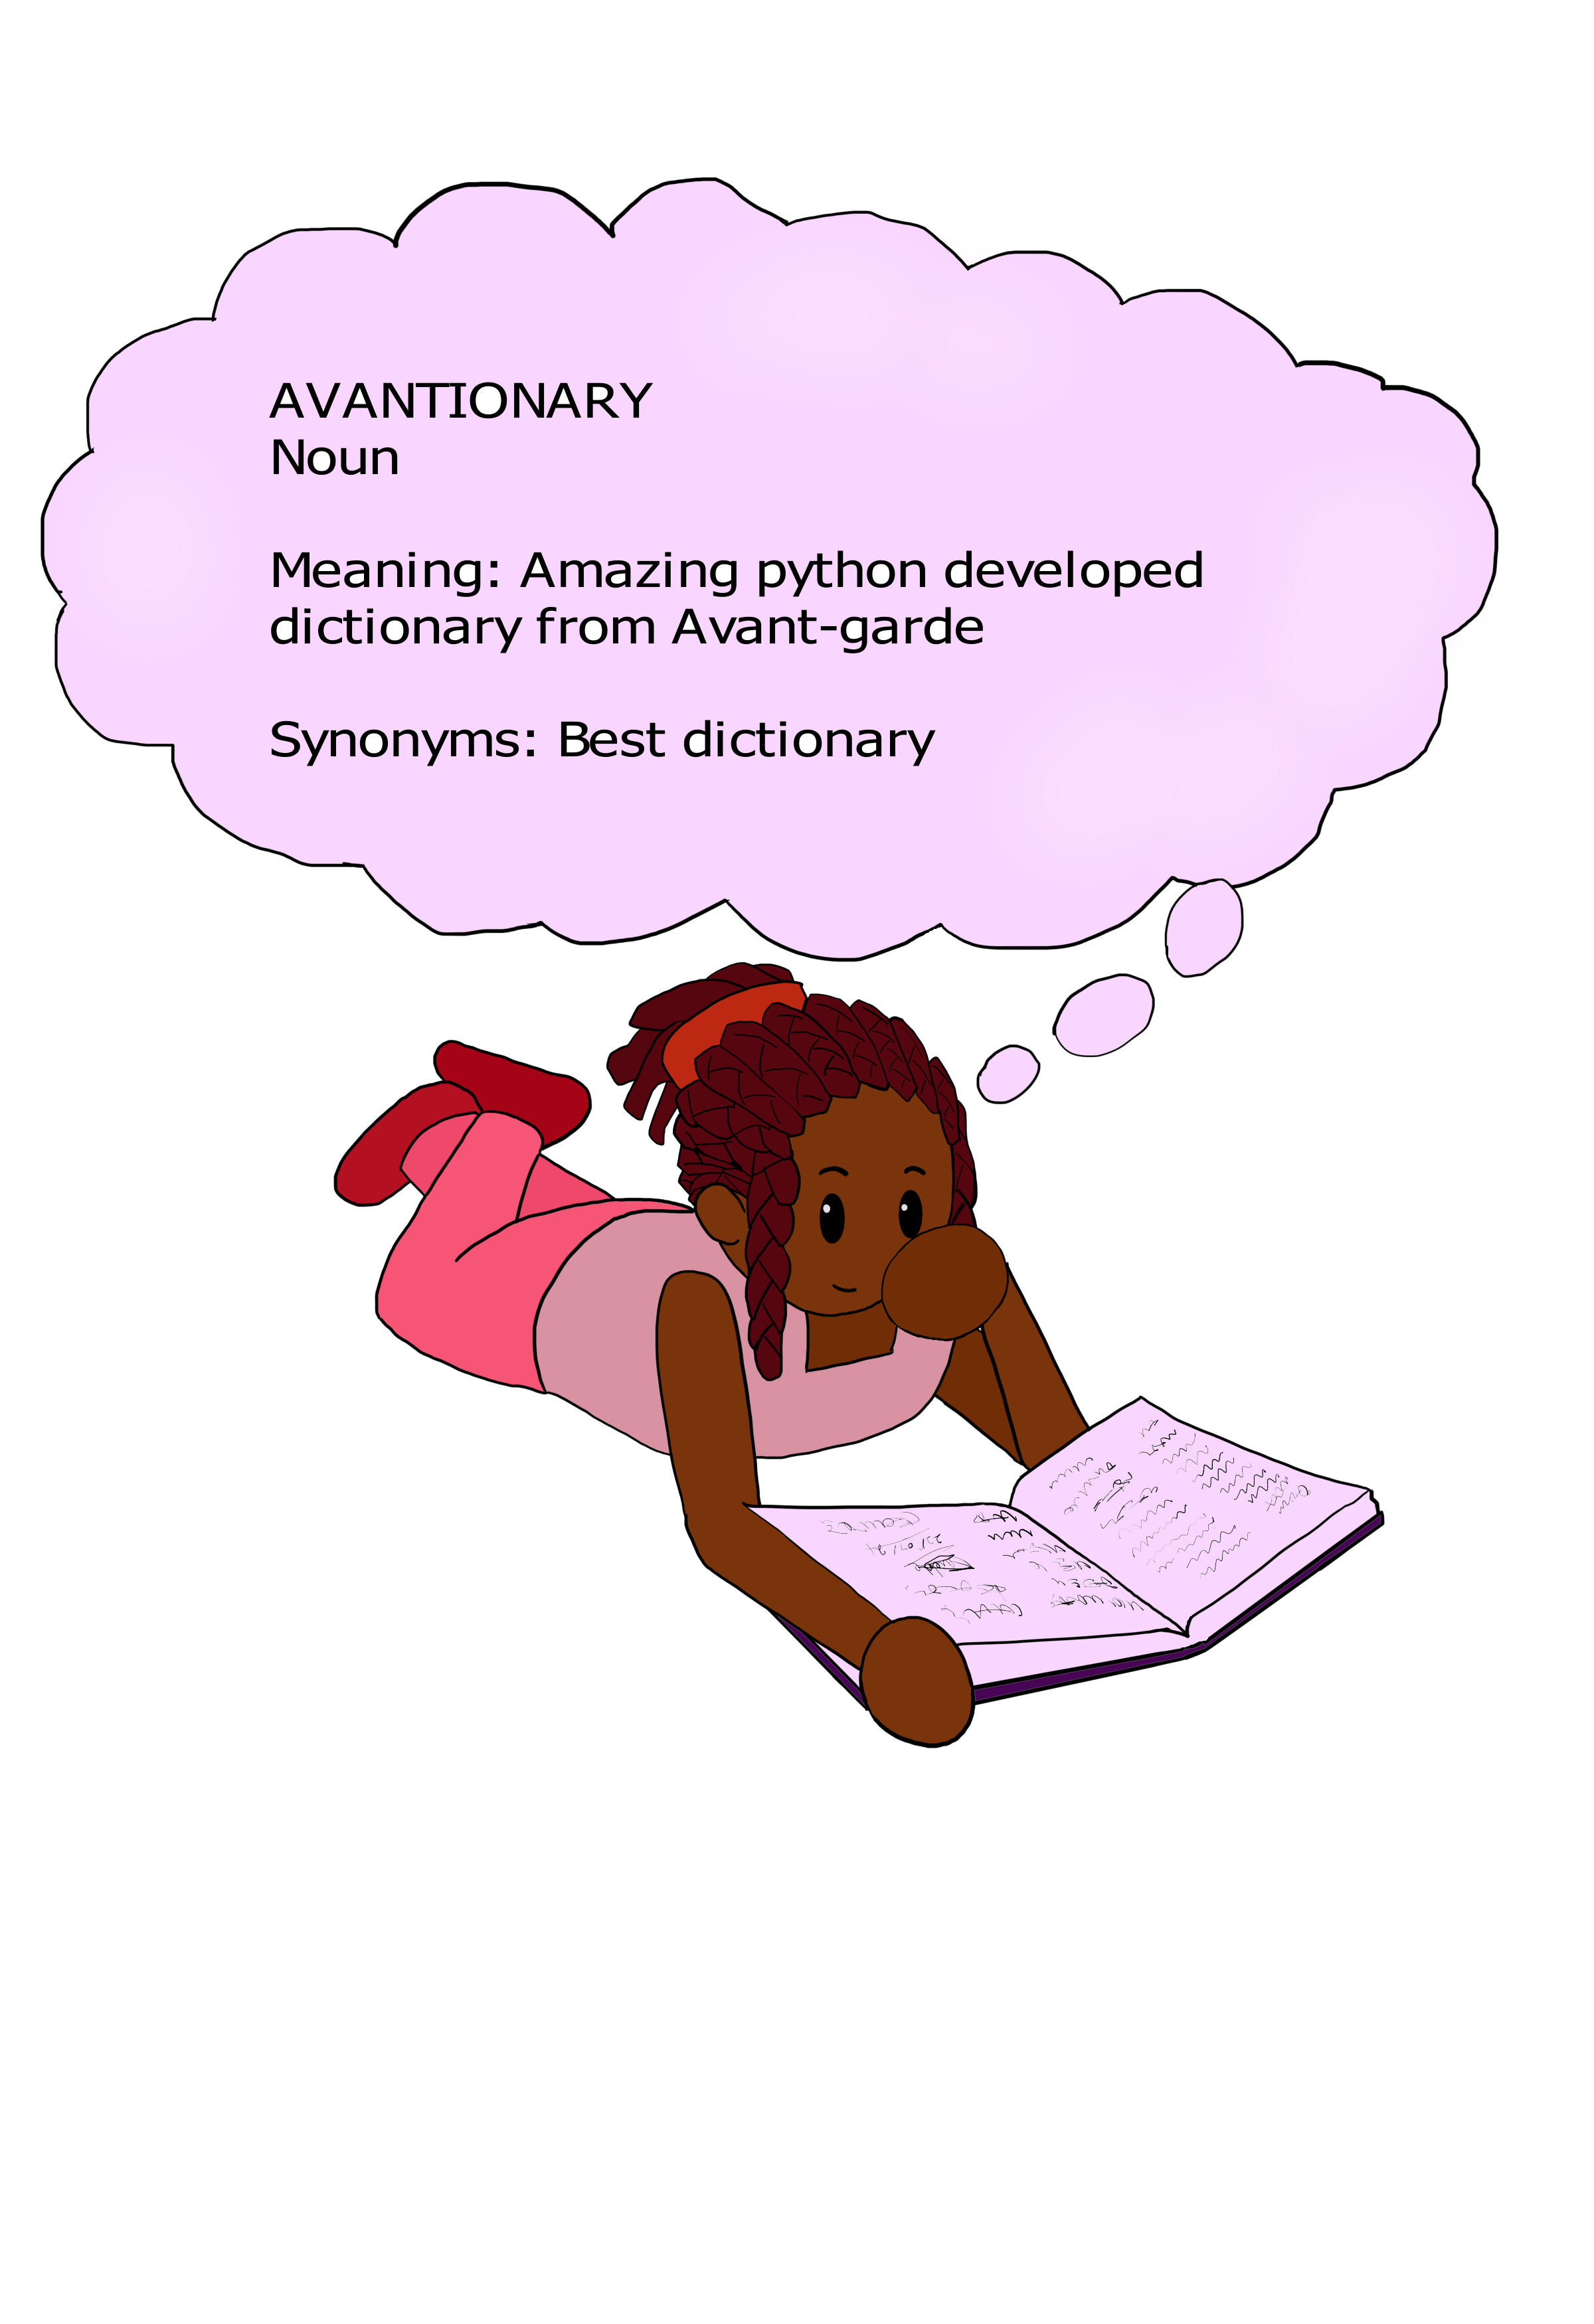 AVANTIONARY
Noun
Meaning: Amazing python developed
dictionary from Avant-garde
Synonyms: Best dictionary